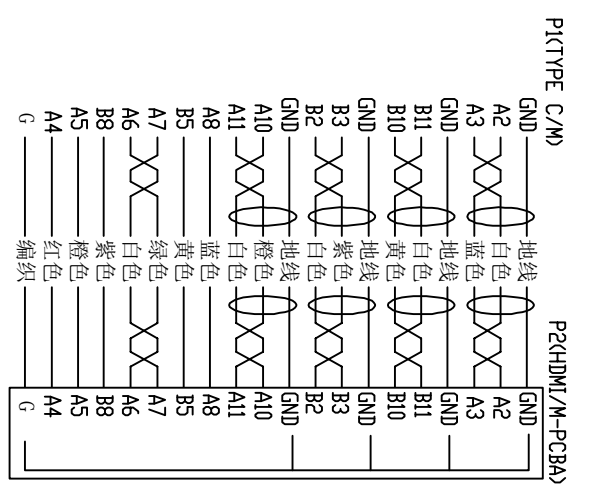 P1(TYPE C/M)
GND 地线 GND
A2 白色 A2
A3 蓝色 A3
GND 地线 GND
B11 白色 B11
B10 黄色 B10
GND 地线 GND
B3 紫色 B3
B2 白色 B2
GND 地线 GND
A10 橙色 A10
A11 白色 A11
A8 蓝色 A8
B5 黄色 B5
A7 绿色 A7
A6 白色 A6
B8 紫色 B8
A5 橙色 A5
A4 红色 A4
G 编织 G
P2(HDMI/M-PCBA)